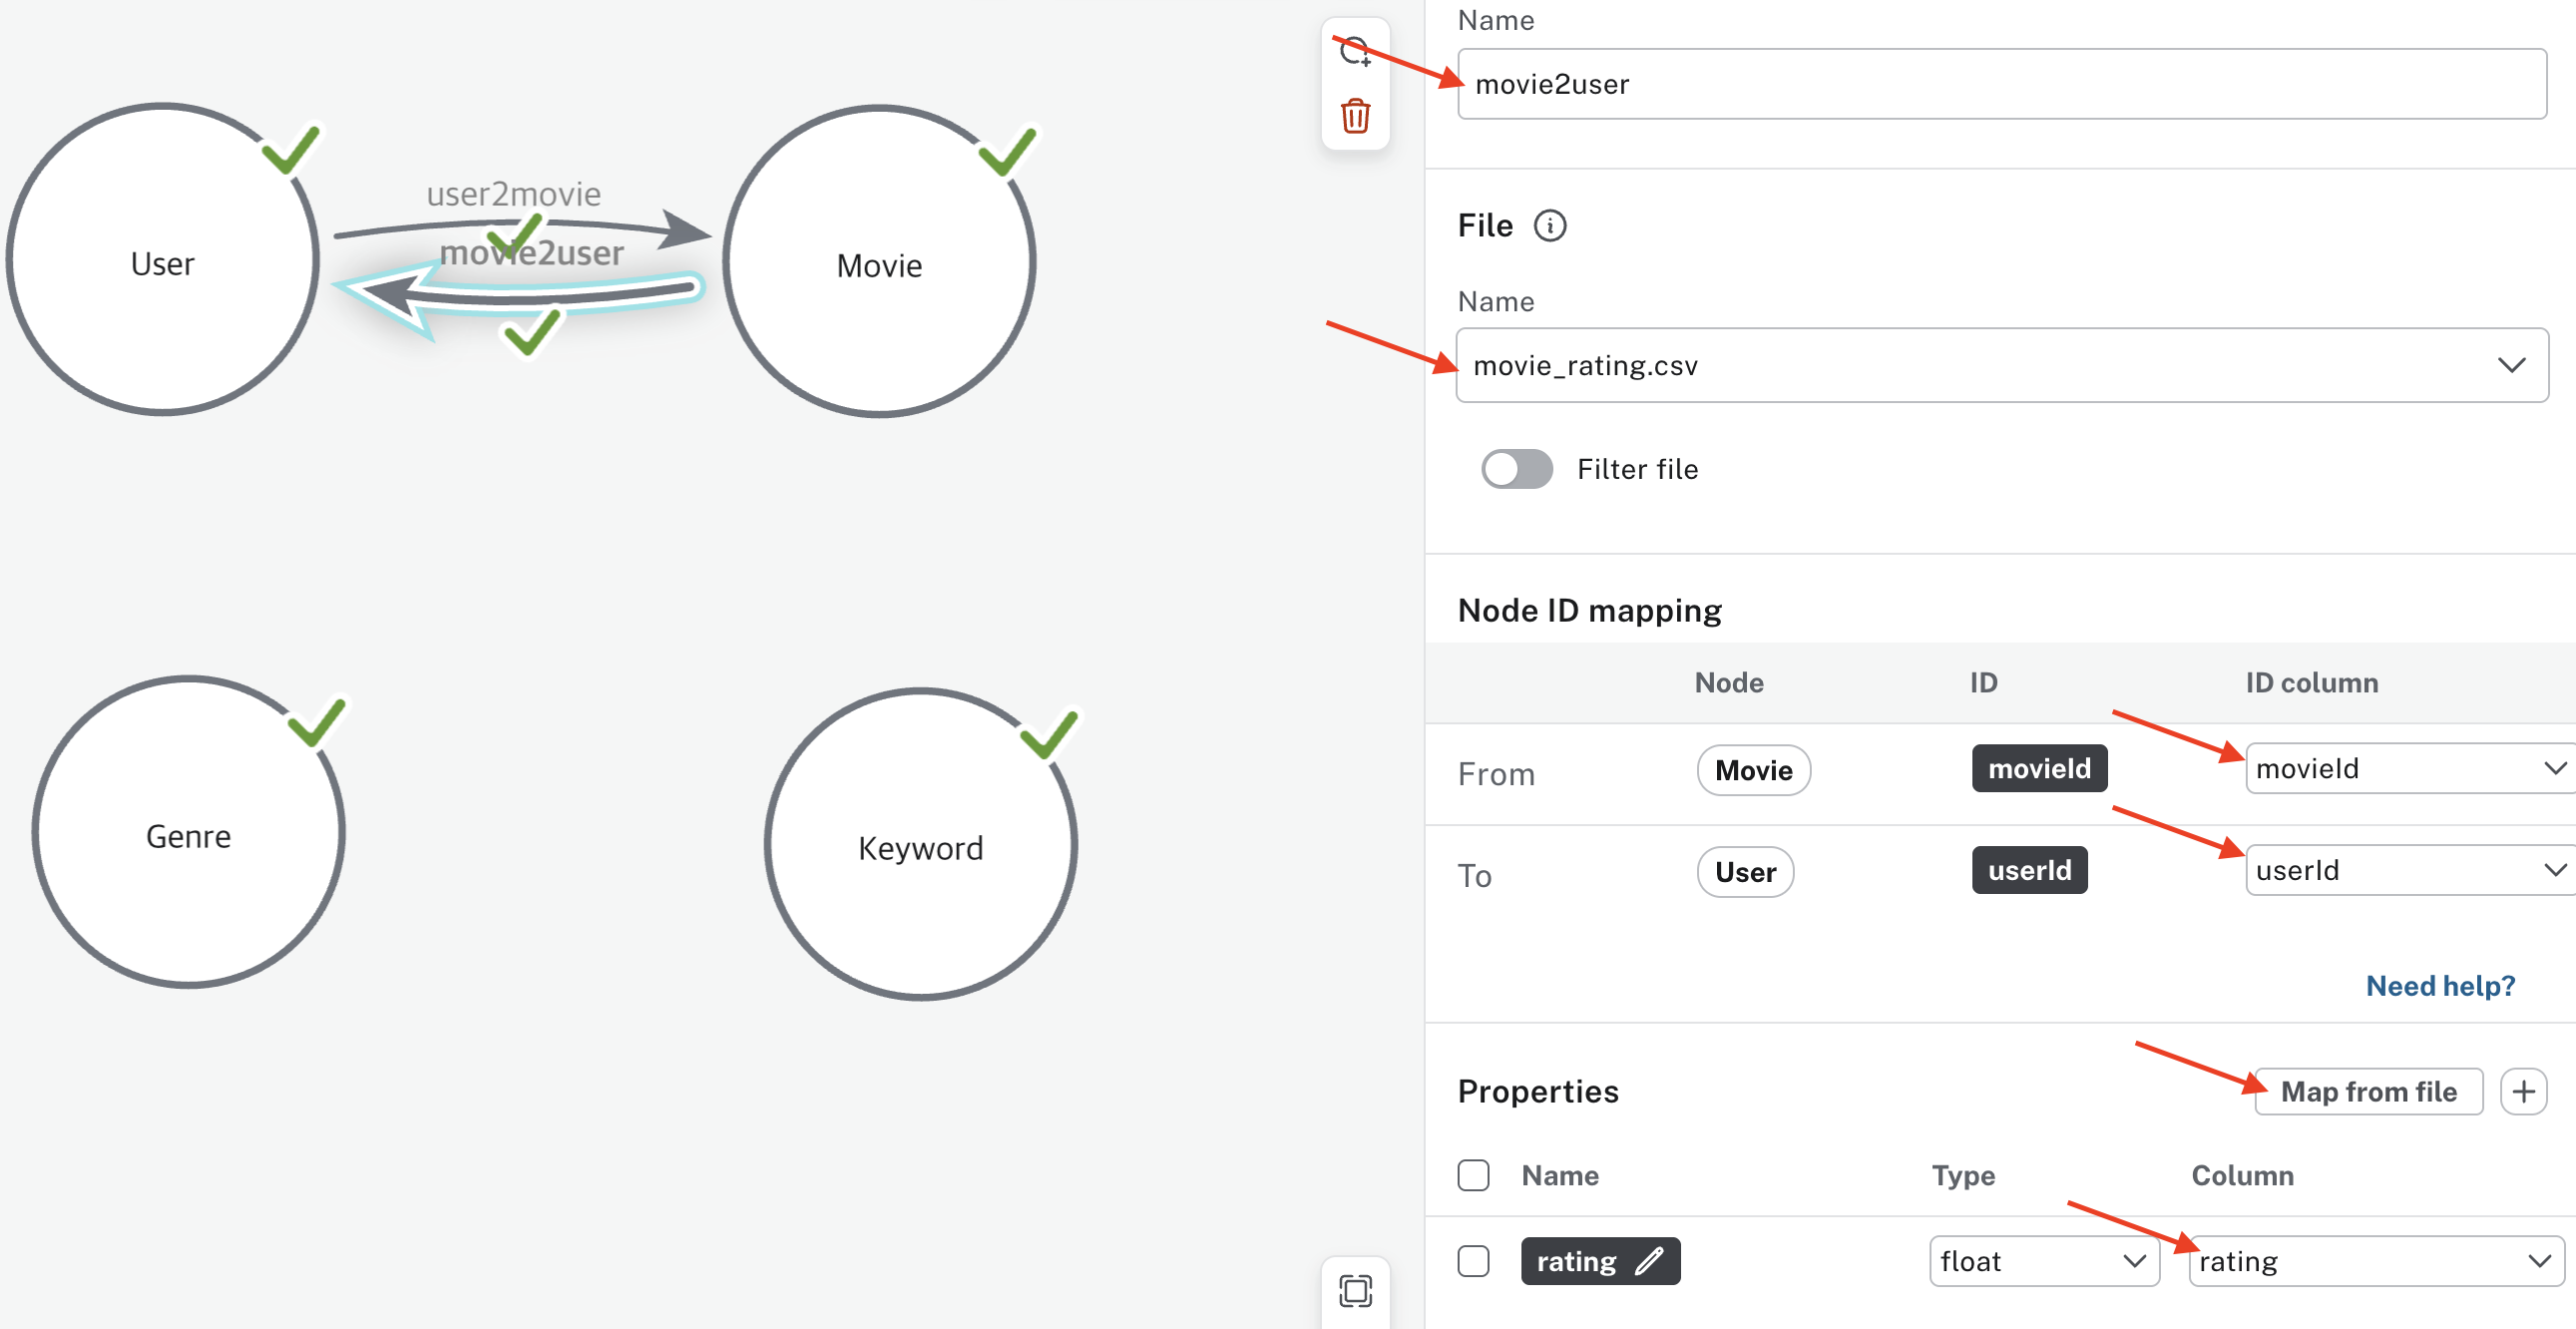 User
user2movie
movie2user
Movie
Genre
Keyword
Name
movie2user
File
Name
movie_rating.csv
Filter file
Node ID mapping
Node ID ID column
From Movie movieId movieId
To User userId userId
Need help?
Properties Map from file
Name Type Column
rating float rating